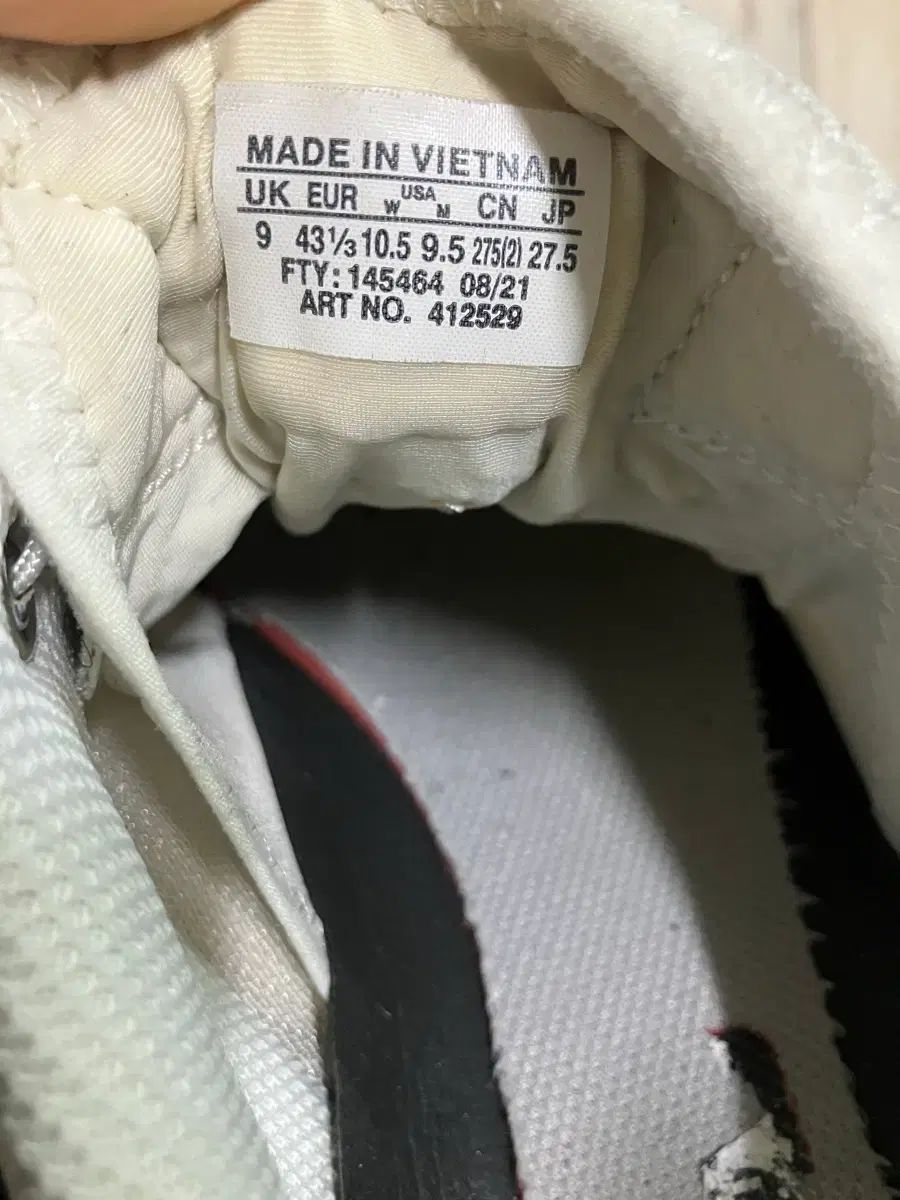 MADE IN VIETNAM
UK EUR W USA M CN JP
9 43⅓ 10.5 9.5 275(2) 27.5
FTY: 145464 08/21
ART NO. 412529